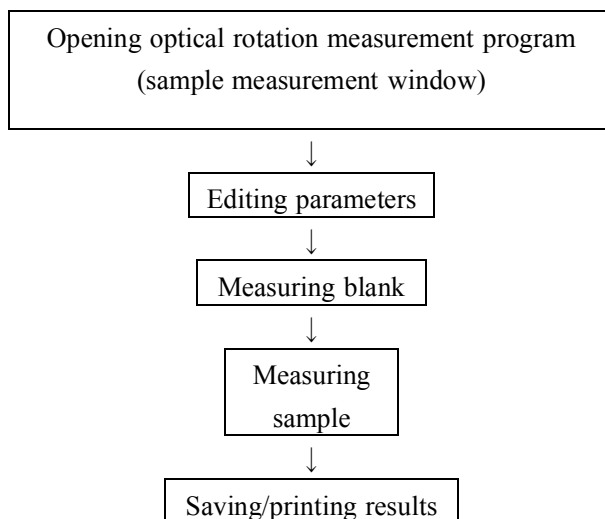 Opening optical rotation measurement program
(sample measurement window)
↓
Editing parameters
↓
Measuring blank
↓
Measuring
sample
↓
Saving/printing results